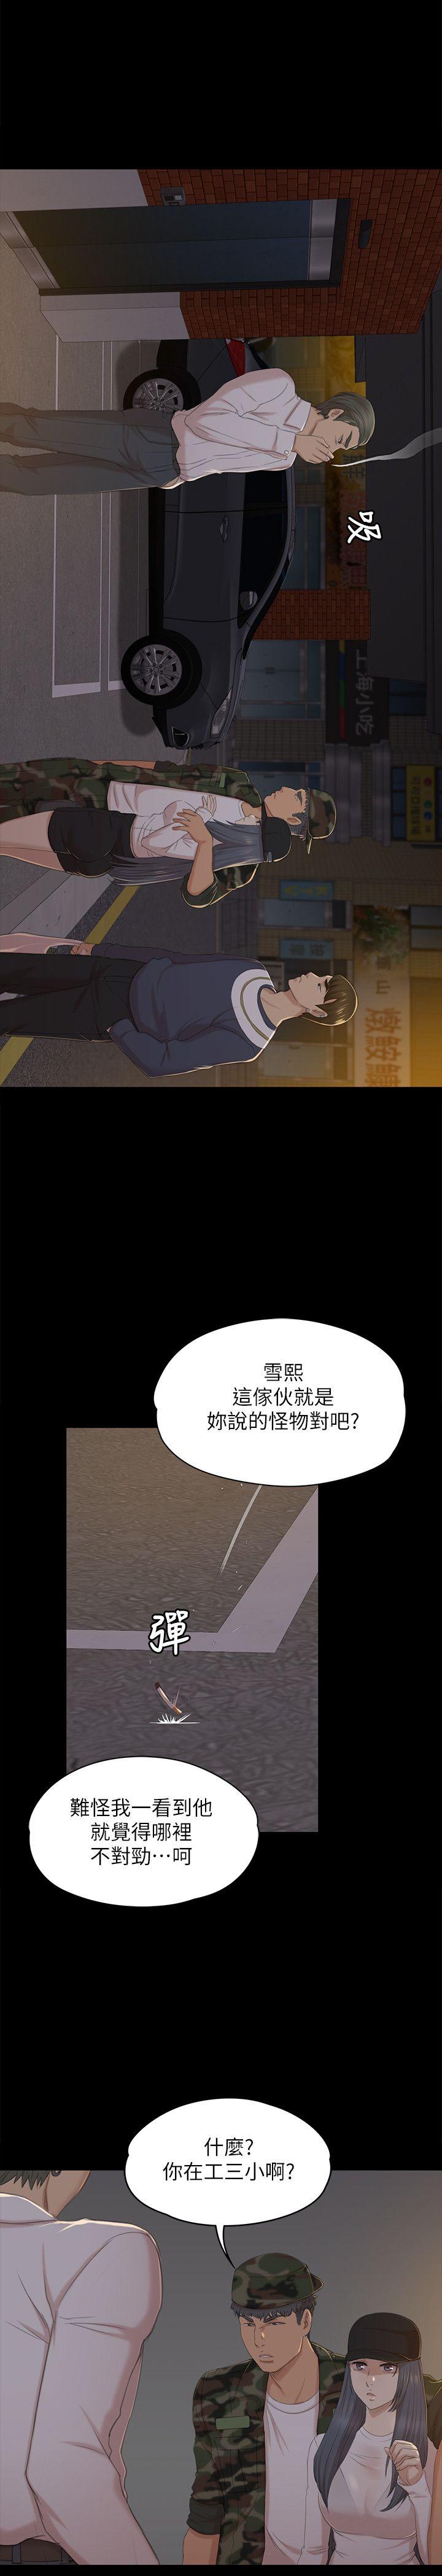 吸
上海小吃
雪熙
這傢伙就是
妳說的怪物對吧?
彈
難怪我一看到他
就覺得哪裡
不對勁…呵
什麼?
你在工三小啊?